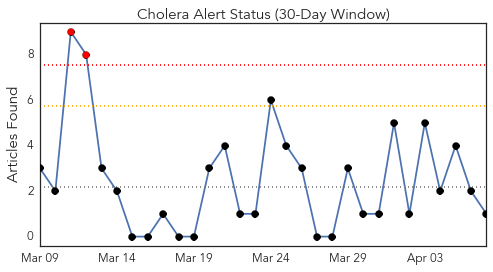 Cholera Alert Status (30-Day Window)
Articles Found
8
6
4
2
0
Mar 09 Mar 14 Mar 19 Mar 24 Mar 29 Apr 03